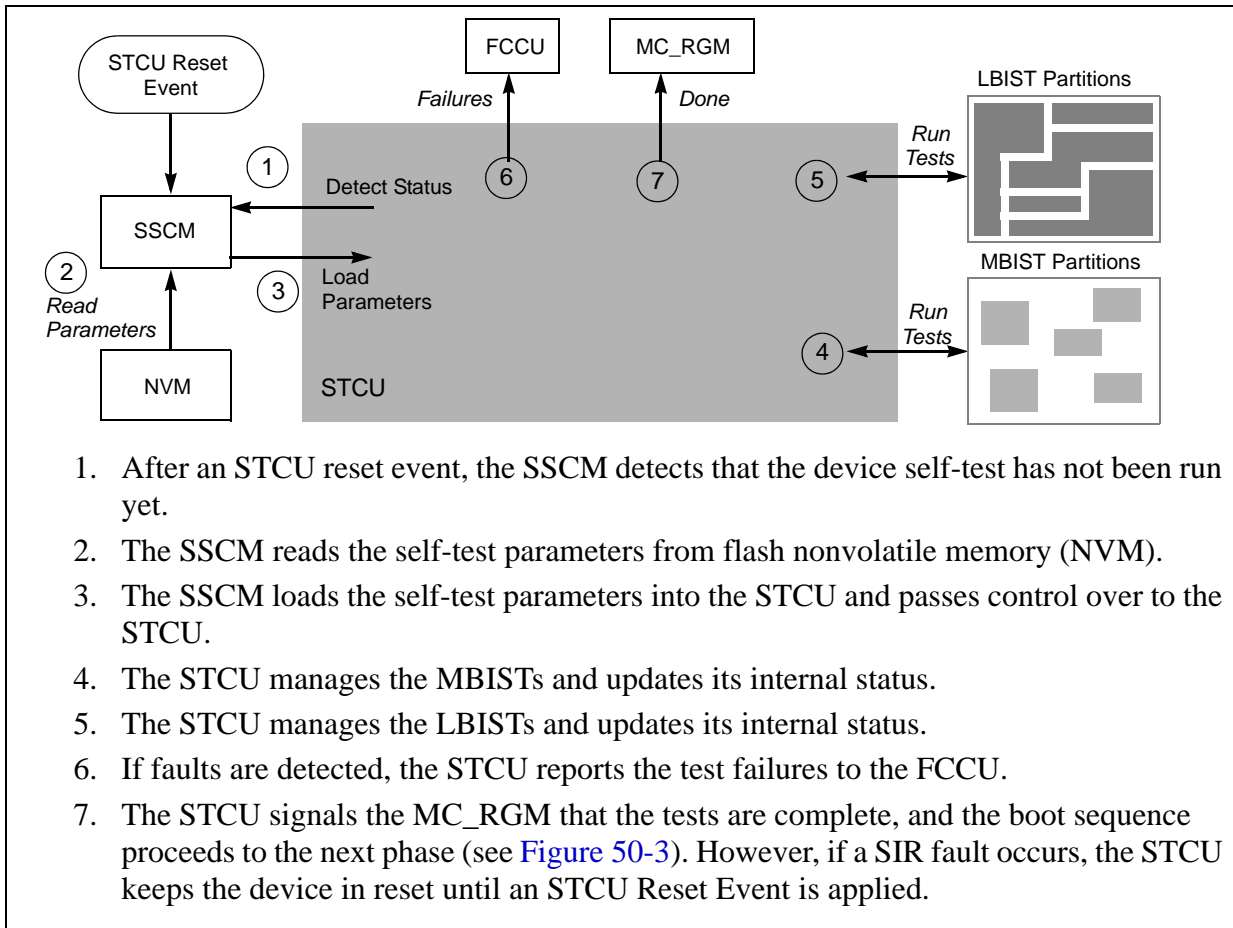 STCU Reset
Event
FCCU
MC_RGM
LBIST Partitions
Failures
Done
Run
Tests
1
Detect Status
6
7
5
SSCM
2
Read
Parameters
3
Load
Parameters
MBIST Partitions
Run
Tests
4
NVM
STCU
1. After an STCU reset event, the SSCM detects that the device self-test has not been run
yet.
2. The SSCM reads the self-test parameters from flash nonvolatile memory (NVM).
3. The SSCM loads the self-test parameters into the STCU and passes control over to the
STCU.
4. The STCU manages the MBISTs and updates its internal status.
5. The STCU manages the LBISTs and updates its internal status.
6. If faults are detected, the STCU reports the test failures to the FCCU.
7. The STCU signals the MC_RGM that the tests are complete, and the boot sequence
proceeds to the next phase (see Figure 50-3). However, if a SIR fault occurs, the STCU
keeps the device in reset until an STCU Reset Event is applied.